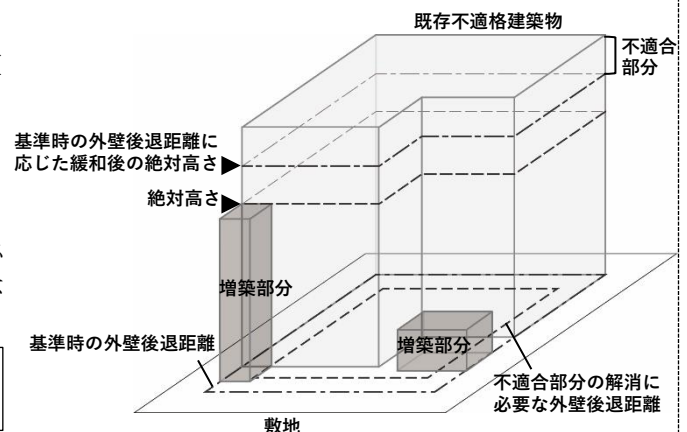 既存不適格建築物
不適合
部分
基準時の外壁後退距離に
応じた緩和後の絶対高さ
絶対高さ
増築部分
基準時の外壁後退距離
増築部分
不適合部分の解消に
必要な外壁後退距離
敷地